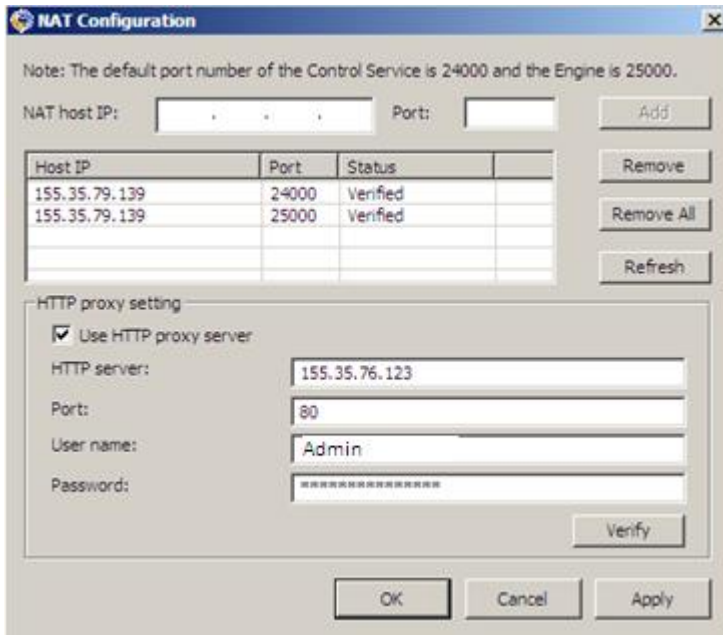 NAT Configuration
Note: The default port number of the Control Service is 24000 and the Engine is 25000.
NAT host IP: . . . Port: Add
Host IP Port Status
155.35.79.139 24000 Verified
155.35.79.139 25000 Verified
Remove
Remove All
Refresh
HTTP proxy setting
Use HTTP proxy server
HTTP server: 155.35.76.123
Port: 80
User name: Admin
Password: ***************
Verify
OK Cancel Apply